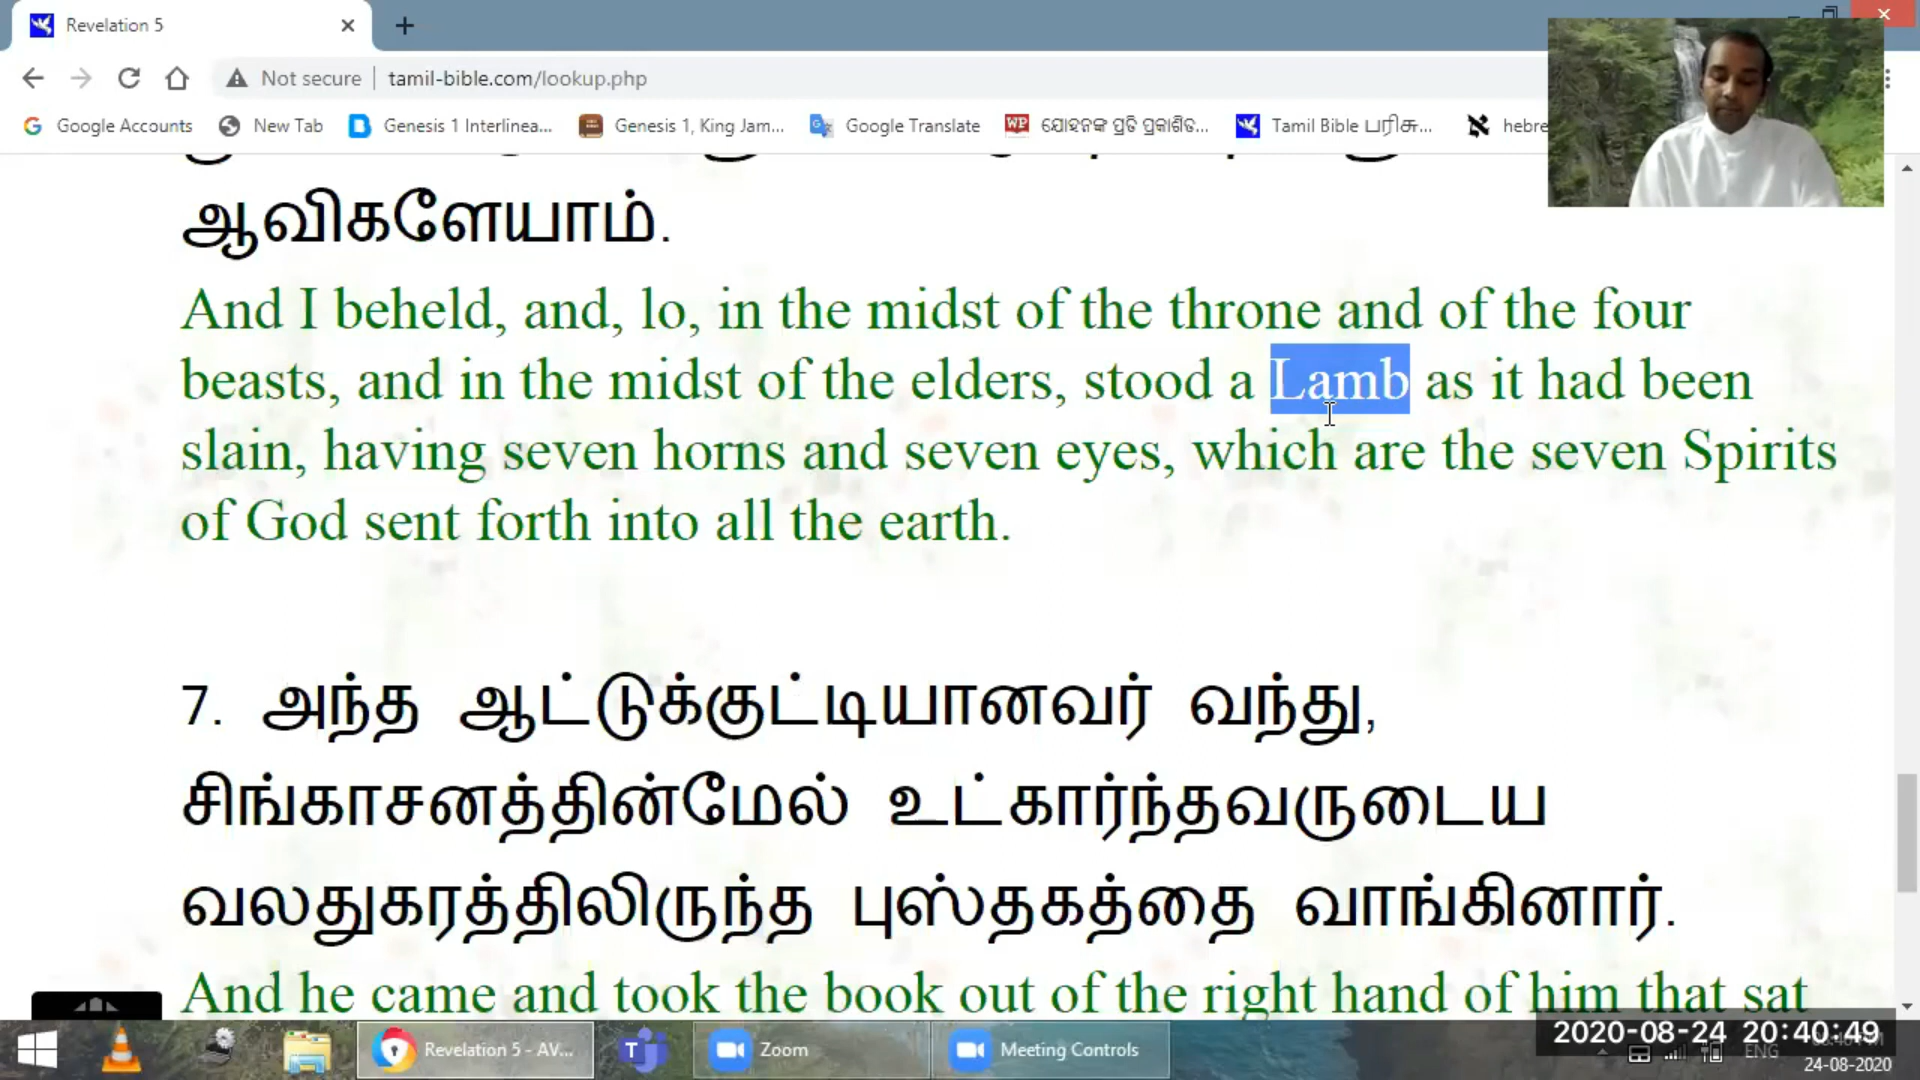 Revelation 5
Not secure
tamil-bible.com/lookup.php
Google Accounts
New Tab
Genesis 1 Interlinea...
Genesis 1, King Jam...
Google Translate
ଯୋହନଙ୍କ ପ୍ରତି ପ୍ରକାଶିତ...
Tamil Bible பரிசு...
hebre
ஆவிகளேயாம்.
And I beheld, and, lo, in the midst of the throne and of the four
beasts, and in the midst of the elders, stood a Lamb as it had been
slain, having seven horns and seven eyes, which are the seven Spirits
of God sent forth into all the earth.
7. அந்த ஆட்டுக்குட்டியானவர் வந்து,
சிங்காசனத்தின்மேல் உட்கார்ந்தவருடைய
வலதுகரத்திலிருந்த புஸ்தகத்தை வாங்கினார்.
And he came and took the book out of the right hand of him that sat
Revelation 5 - AV...
Zoom
Meeting Controls
2020-08-24 20:40:49
ENG
24-08-2020